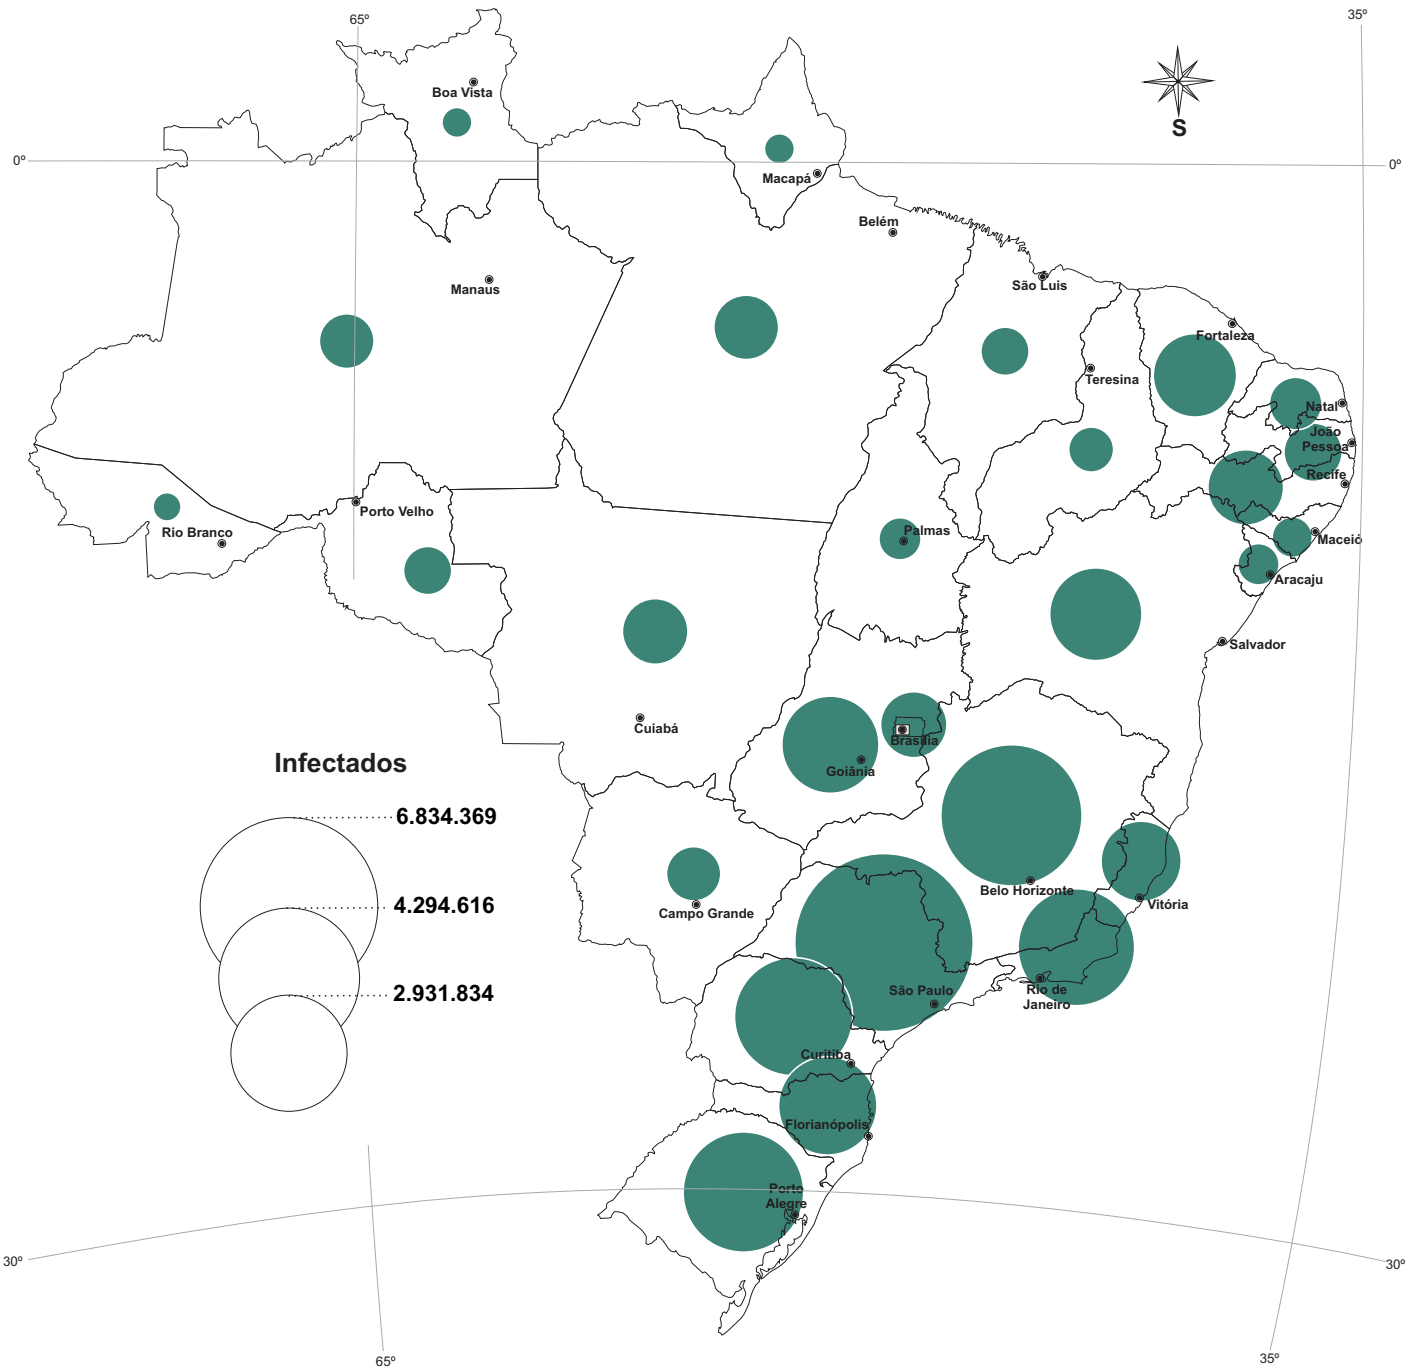 65º
35º
Boa Vista
S
0º
0º
Macapá
Belém
Manaus
São Luis
Fortaleza
Teresina
Natal
João
Pessoa
Recife
Porto Velho
Rio Branco
Palmas
Maceió
Aracaju
Salvador
Cuiabá
Brasília
Goiânia
Infectados
6.834.369
4.294.616
2.931.834
Belo Horizonte
Vitória
Campo Grande
São Paulo
Rio de
Janeiro
Curitiba
Florianópolis
Porto
Alegre
30º
30º
65º
35º